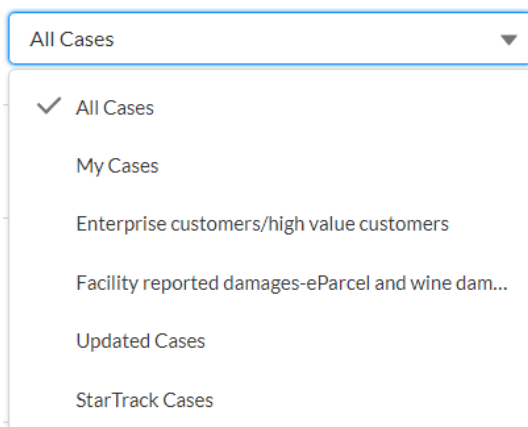 All Cases
All Cases
My Cases
Enterprise customers/high value customers
Facility reported damages-eParcel and wine dam...
Updated Cases
StarTrack Cases